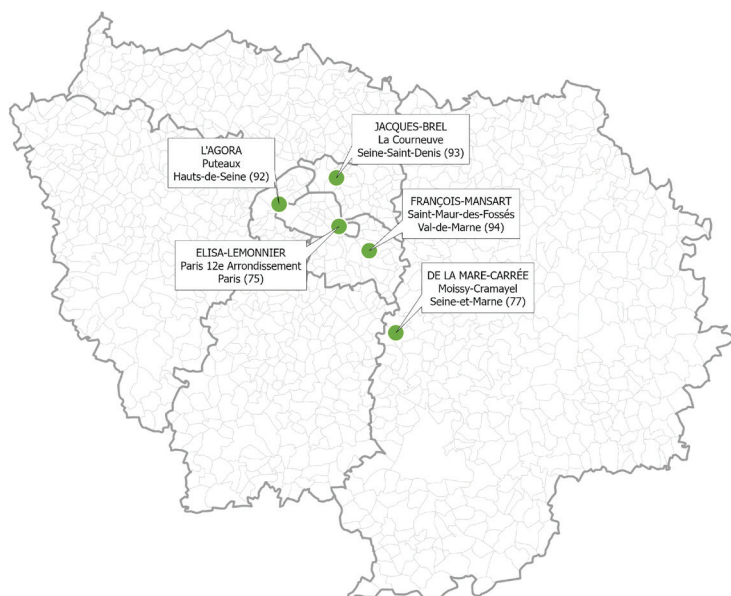 JACQUES-BREL
La Courneuve
Seine-Saint-Denis (93)
L'AGORA
Puteaux
Hauts-de-Seine (92)
FRANÇOIS-MANSART
Saint-Maur-des-Fossés
Val-de-Marne (94)
ELISA-LEMONNIER
Paris 12e Arrondissement
Paris (75)
DE LA MARE-CARRÉE
Moissy-Cramayel
Seine-et-Marne (77)